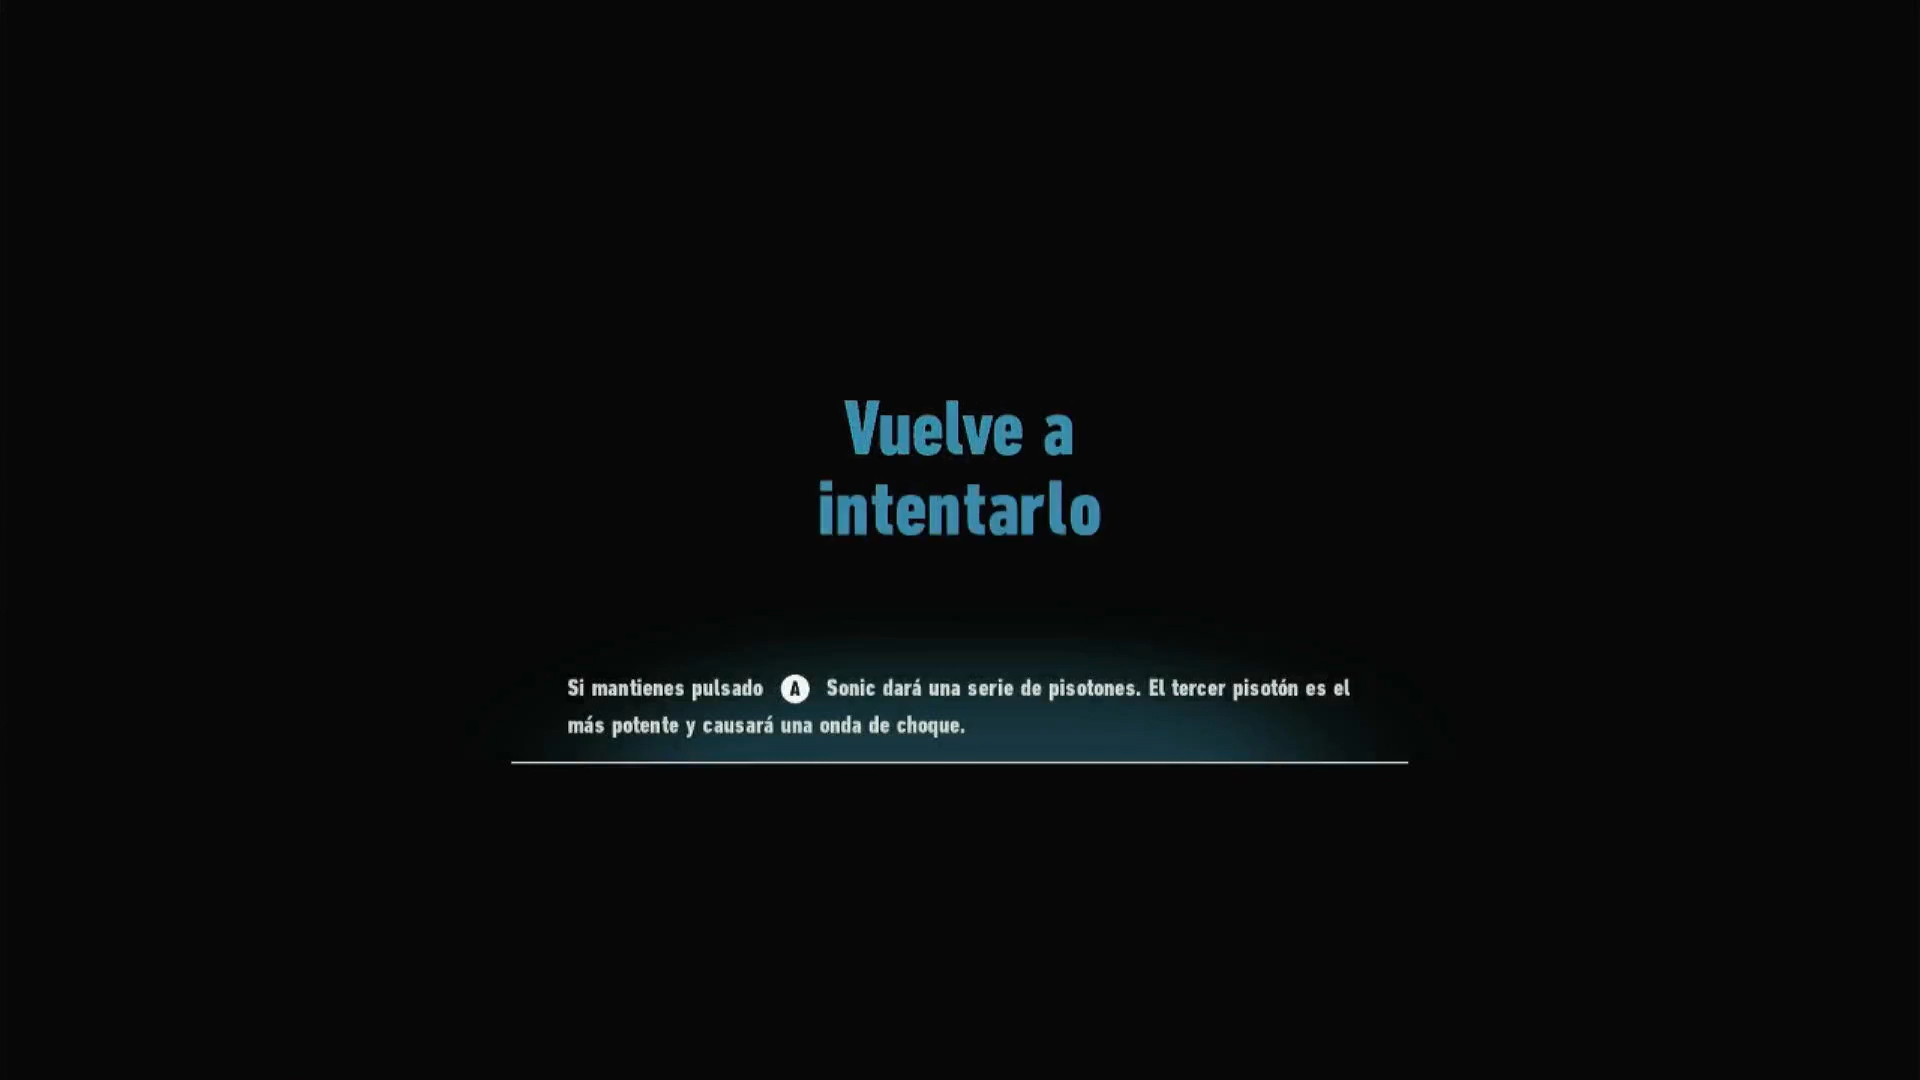 Vuelve a
intentarlo
Si mantienes pulsado A Sonic dará una serie de pisotones. El tercer pisotón es el
más potente y causará una onda de choque.